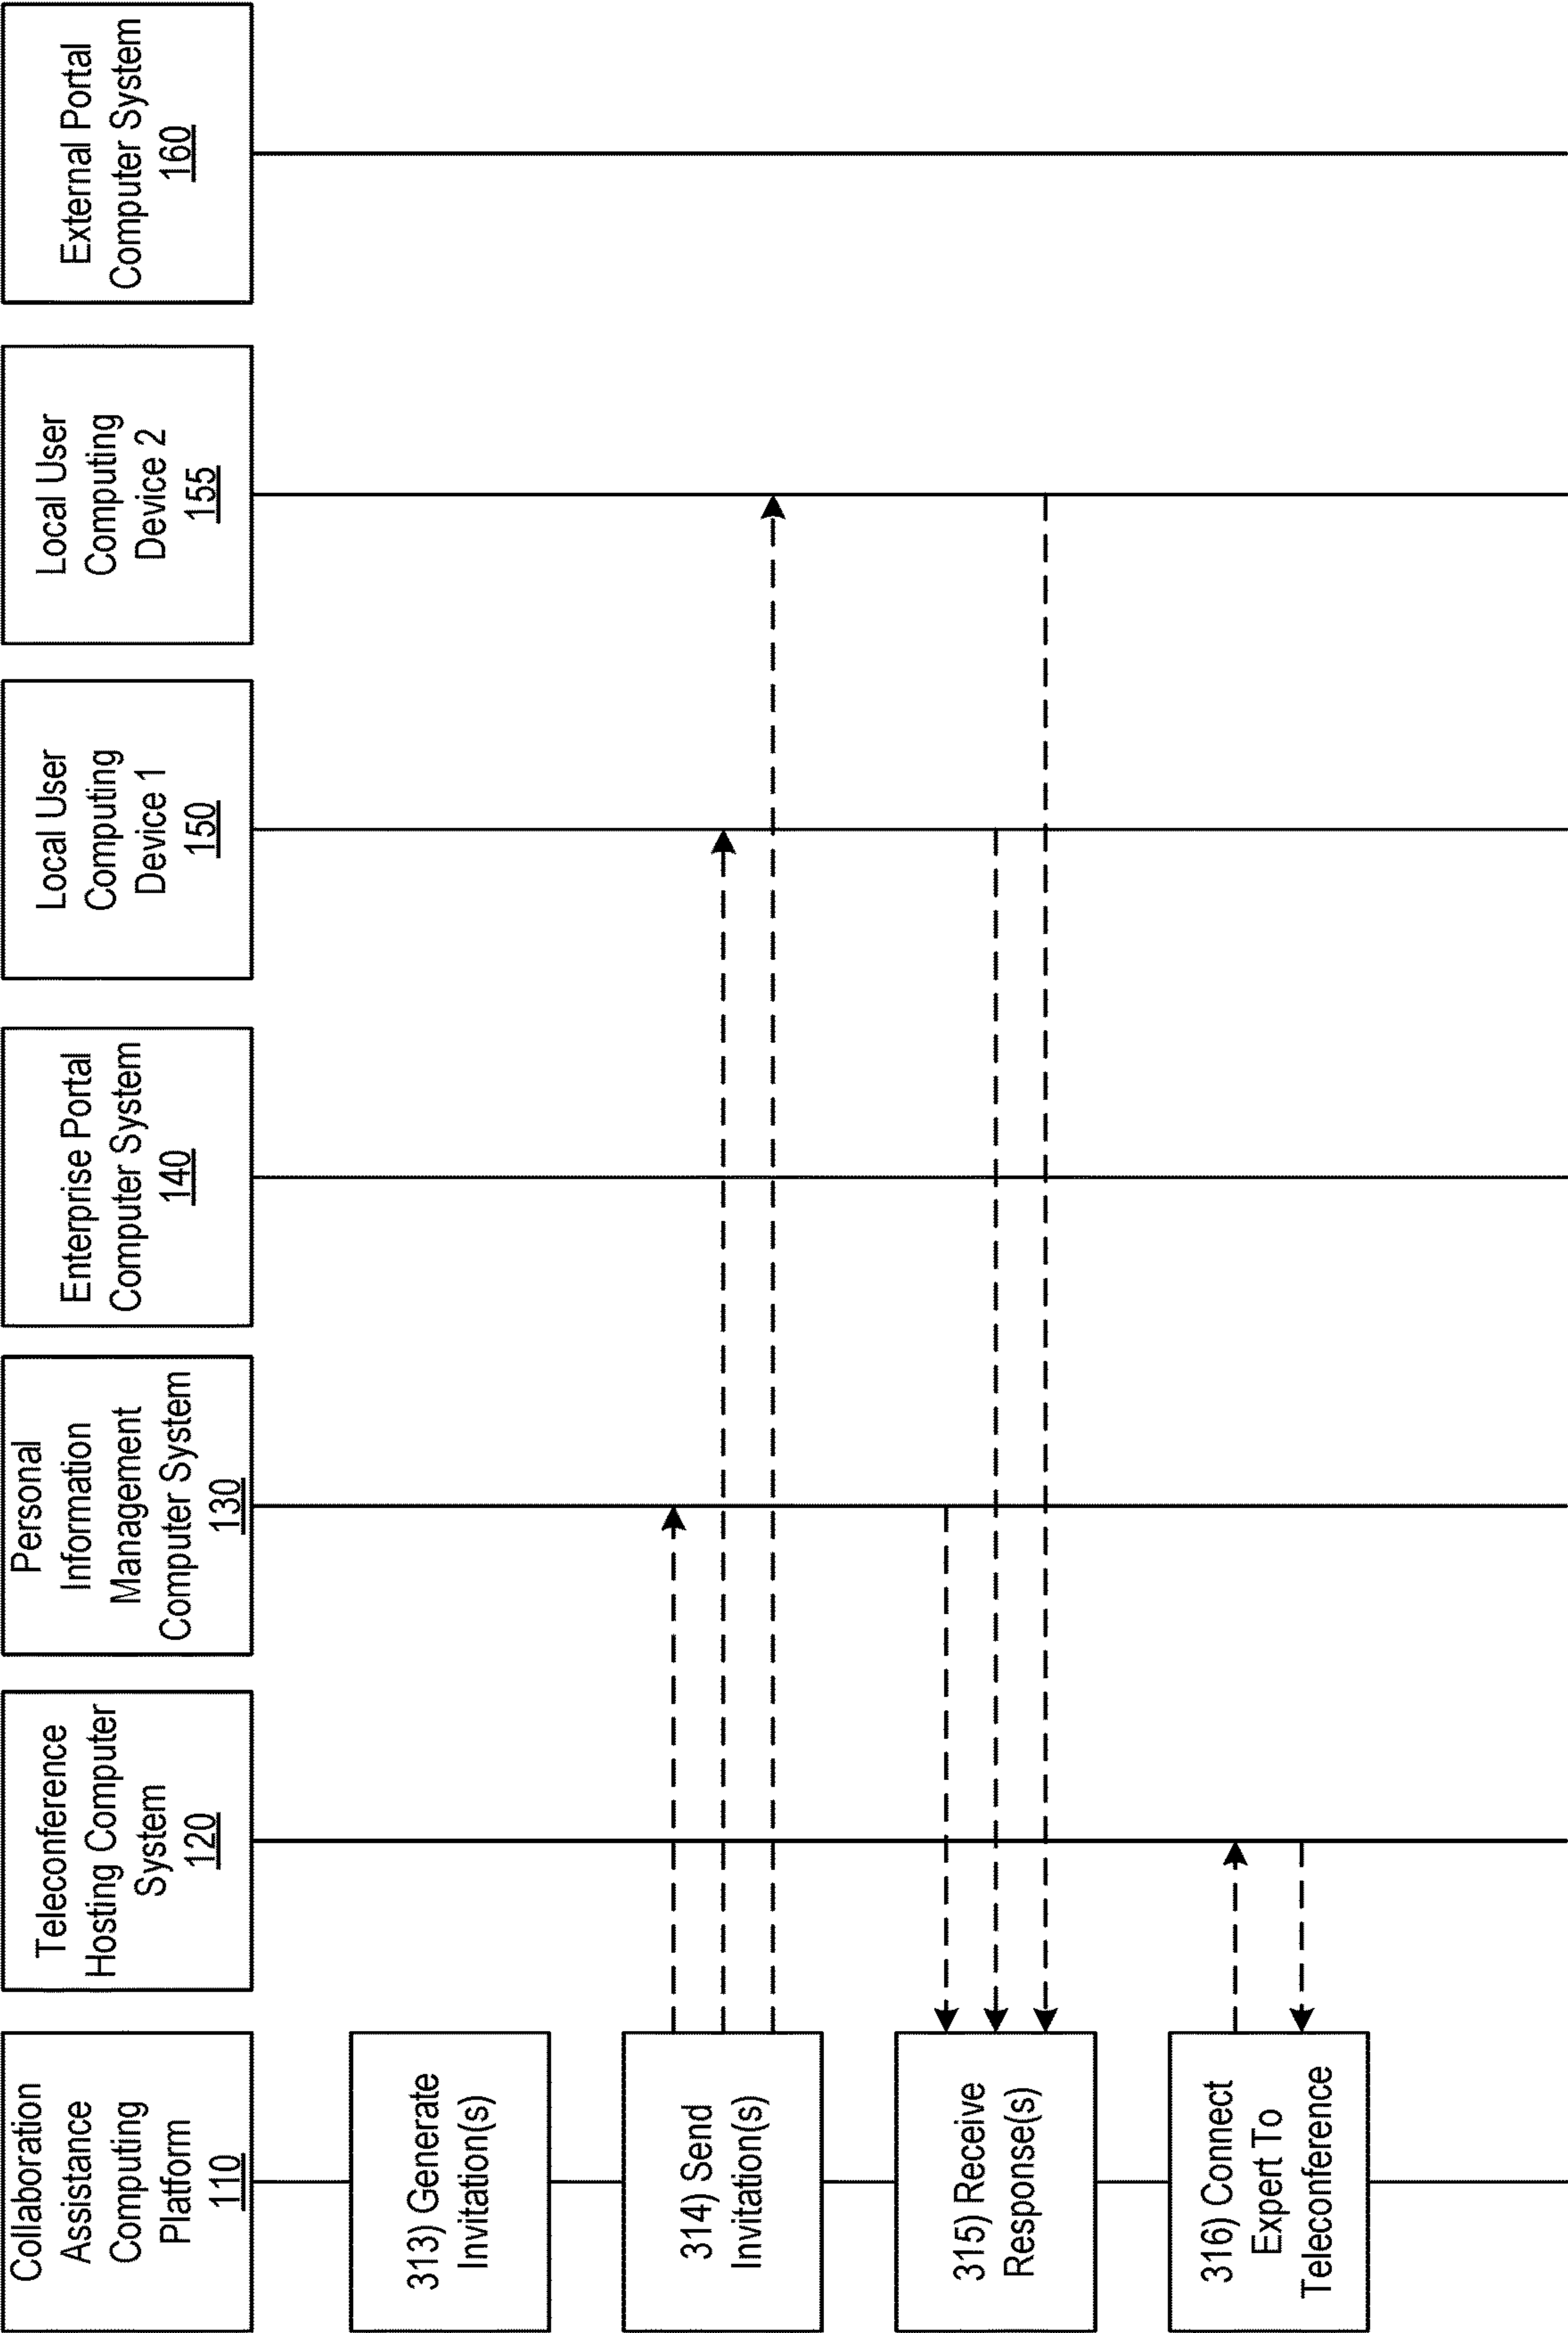 Collaboration
Assistance
Computing
Platform
110
Teleconference
Hosting Computer
System
120
Personal
Information
Management
Computer System
130
Enterprise Portal
Computer System
140
Local User
Computing
Device 1
150
Local User
Computing
Device 2
155
External Portal
Computer System
160
313) Generate
Invitation(s)
314) Send
Invitation(s)
315) Receive
Response(s)
316) Connect
Expert To
Teleconference